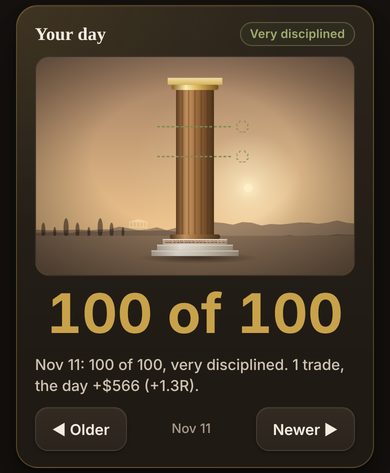 Your day
Very disciplined
100 of 100
Nov 11: 100 of 100, very disciplined. 1 trade,
the day +$566 (+1.3R).
◀ Older
Nov 11
Newer ▶